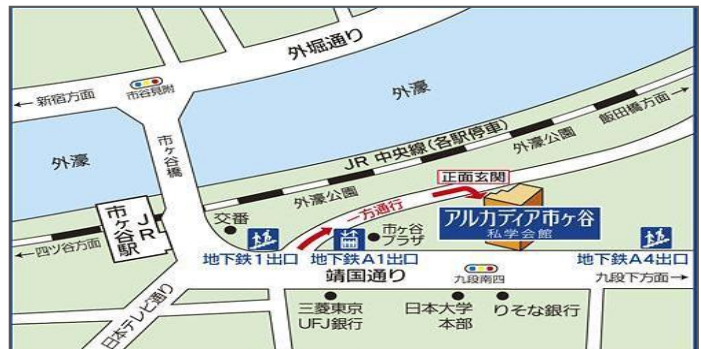 外堀通り
市谷見附
← 新宿方面
外濠
飯田橋方面 →
市ヶ谷橋
外濠
JR 中央線(各駅停車)
外濠公園
正面玄関
外濠公園
一方通行
JR
市ヶ谷駅
← 四ツ谷方面
交番
市ヶ谷
プラザ
アルカディア市ヶ谷
私学会館
地下鉄1出口
地下鉄A1出口
地下鉄A4出口
靖国通り
九段南四
九段下方面→
日本テレビ通り
三菱東京
UFJ銀行
日本大学
本部
りそな銀行